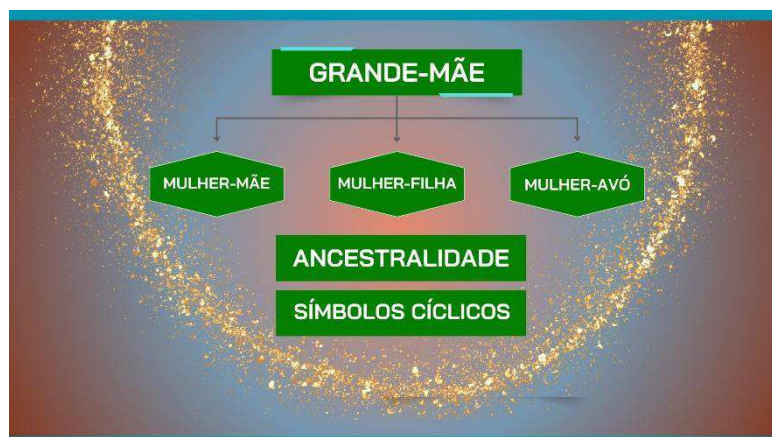 GRANDE-MÃE
MULHER-MÃE
MULHER-FILHA
MULHER-AVÓ
ANCESTRALIDADE
SÍMBOLOS CÍCLICOS